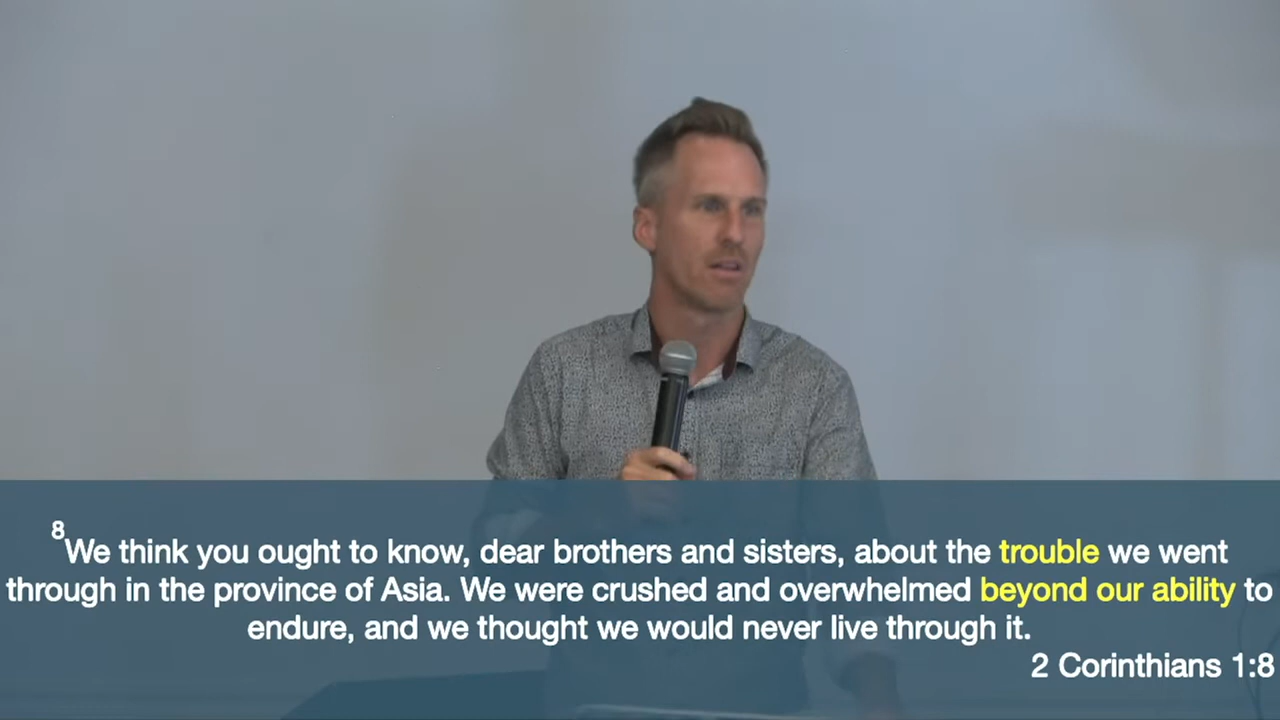 8We think you ought to know, dear brothers and sisters, about the trouble we went
through in the province of Asia. We were crushed and overwhelmed beyond our ability to
endure, and we thought we would never live through it.
2 Corinthians 1:8